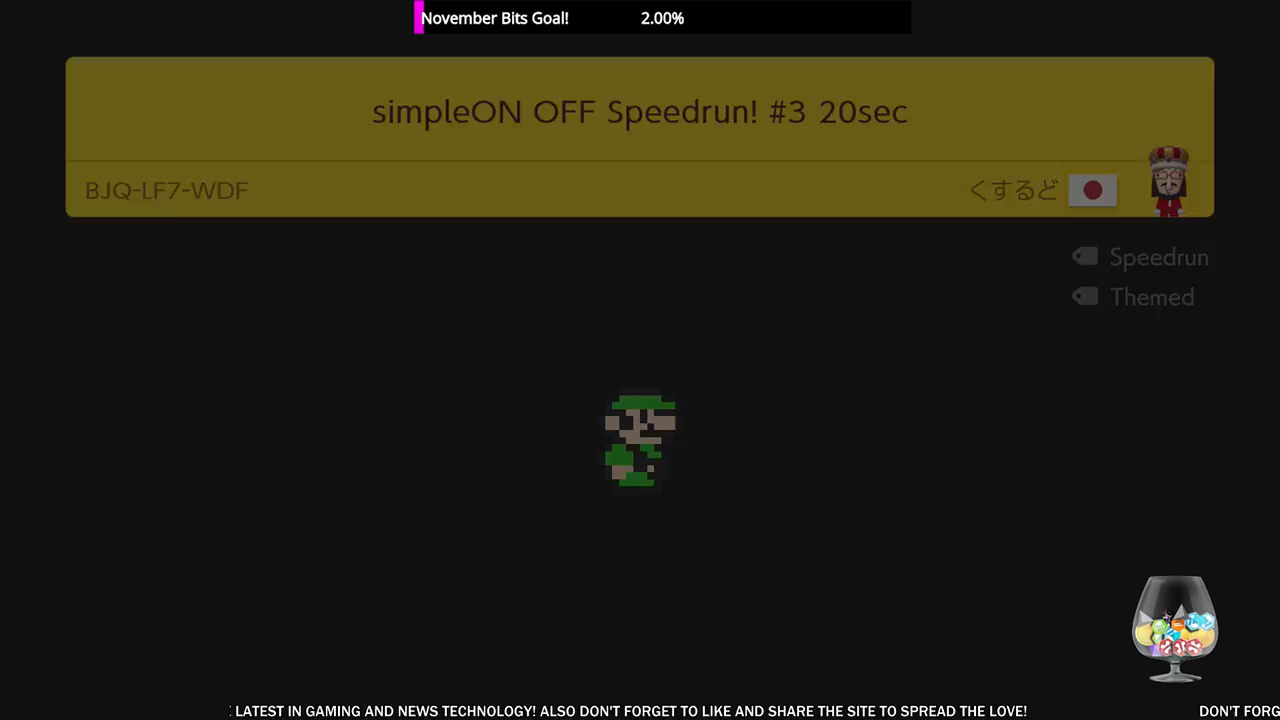 November Bits Goal! 2.00%
simpleON OFF Speedrun! #3 20sec
BJQ-LF7-WDF くするど
Speedrun
Themed
LATEST IN GAMING AND NEWS TECHNOLOGY! ALSO DON'T FORGET TO LIKE AND SHARE THE SITE TO SPREAD THE LOVE! DON'T FORG